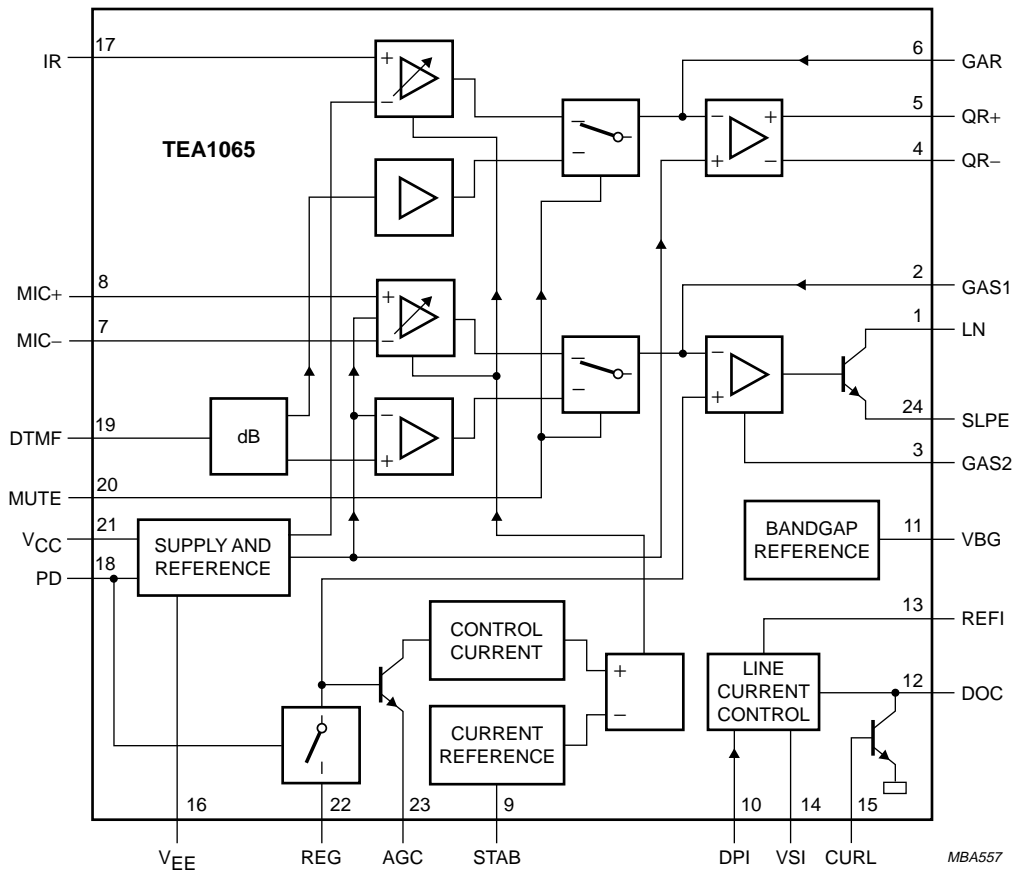 17
IR
6
GAR
+
−
5
QR+
−
+
−
−
TEA1065
4
QR−
+
−
8
MIC+
+
2
GAS1
7
MIC−
−
1
LN
−
−
−
+
19
DTMF
dB
−
+
24
SLPE
3
GAS2
20
MUTE
21
VCC
SUPPLY AND
REFERENCE
BANDGAP
REFERENCE
11
VBG
18
PD
13
REFI
CONTROL
CURRENT
+
−
LINE
CURRENT
CONTROL
12
DOC
CURRENT
REFERENCE
16
22
23
9
10
14
15
VEE
REG
AGC
STAB
DPI
VSI
CURL
MBA557